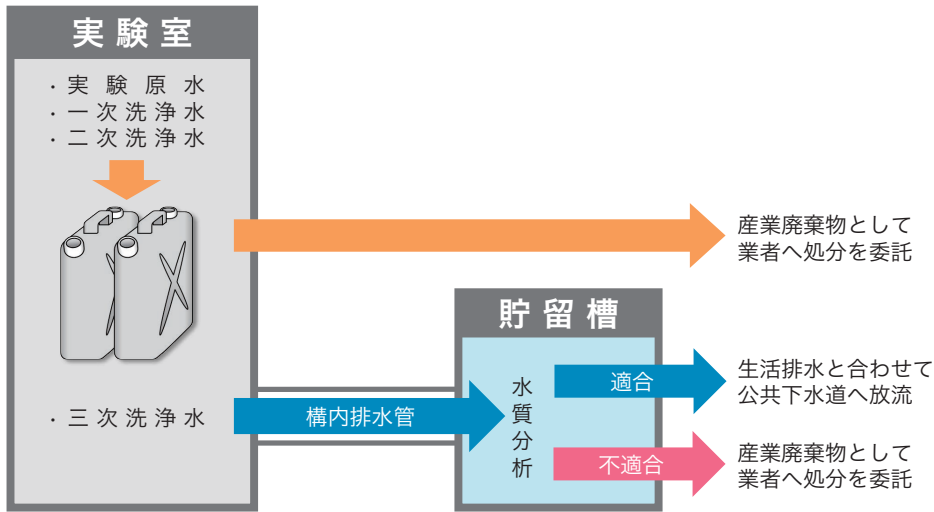 実験室
・実験原水
・一次洗浄水
・二次洗浄水
産業廃棄物として
業者へ処分を委託
貯留槽
・三次洗浄水
構内排水管
水質分析
適合
生活排水と合わせて
公共下水道へ放流
不適合
産業廃棄物として
業者へ処分を委託